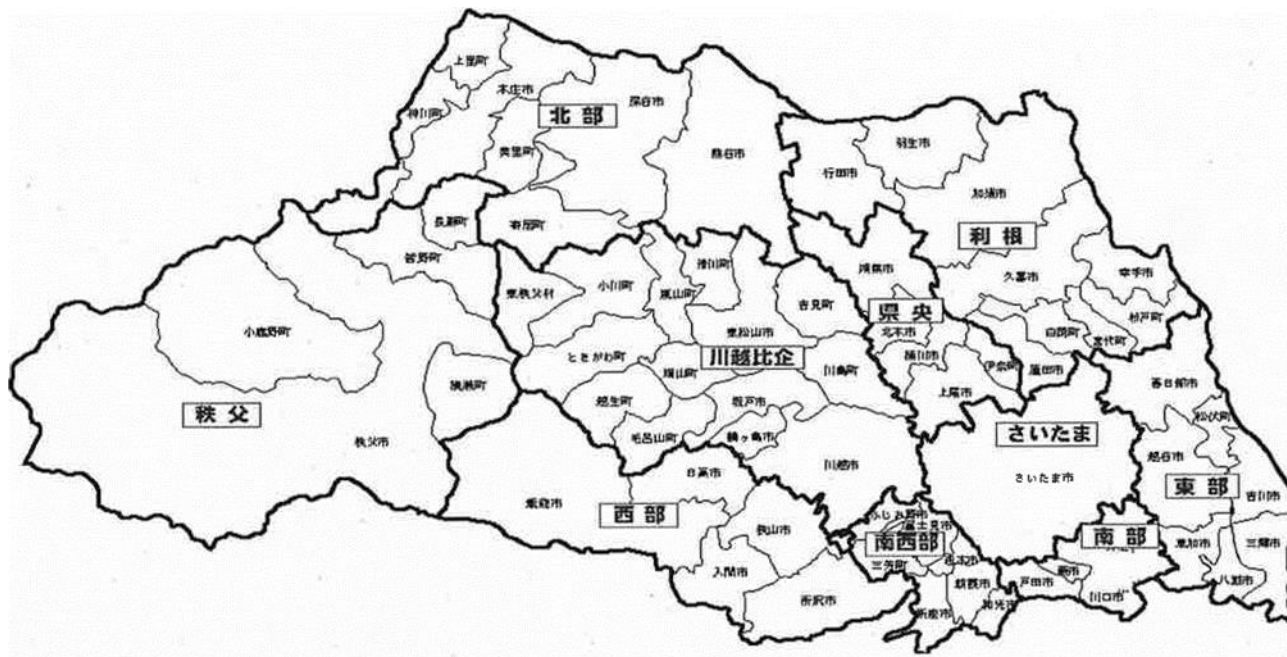 上里町
本庄市
神川町
深谷市
北部
美里町
熊谷市
寄居町
長瀞町
皆野町
小鹿野町
横瀬町
秩父
秩父市
行田市
羽生市
加須市
利根
久喜市
幸手市
杉戸町
白岡町
宮代町
蓮田市
鴻巣市
県央
北本市
桶川市
伊奈町
上尾市
東秩父村
小川町
嵐山町
滑川町
吉見町
東松山市
ときがわ町
川越比企
鳩山町
川島町
越生町
坂戸市
毛呂山町
鶴ヶ島市
川越市
さいたま
さいたま市
春日部市
松伏町
越谷市
東部
吉川市
草加市
三郷市
八潮市
飯能市
日高市
西部
狭山市
入間市
所沢市
ふじみ野市
富士見市
南西部
三芳町
志木市
朝霞市
新座市
和光市
南部
戸田市
蕨市
川口市